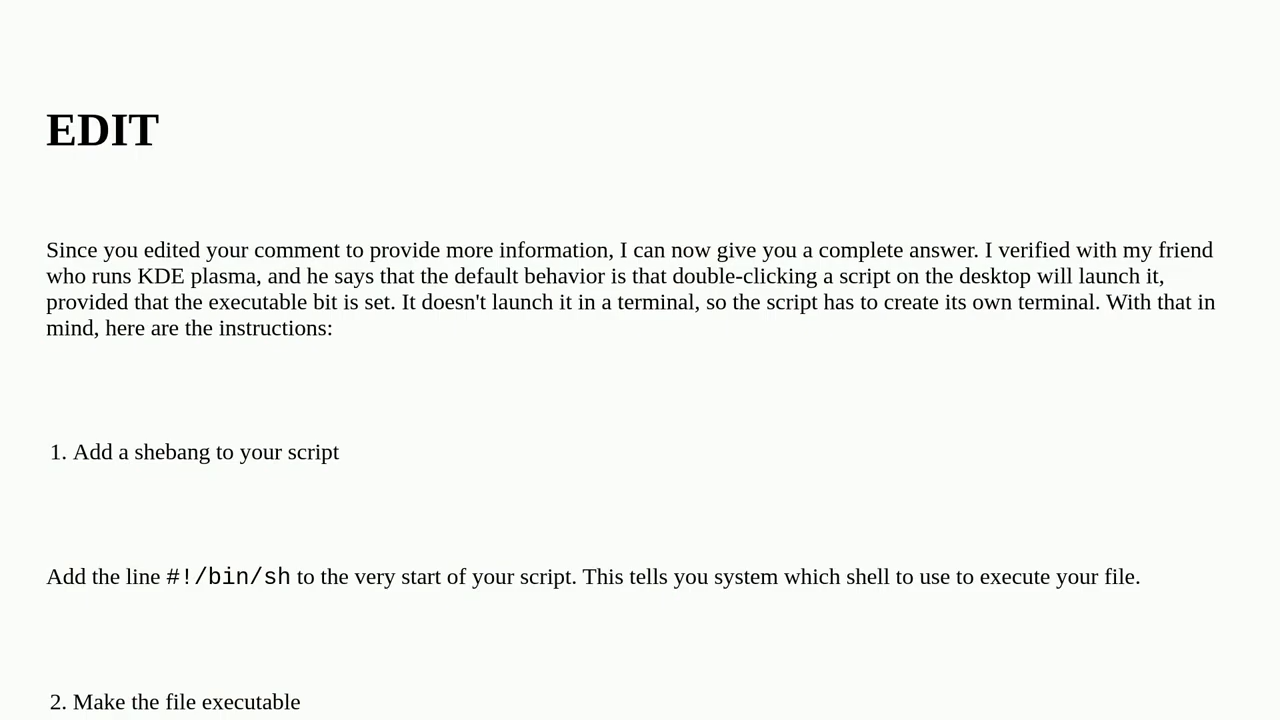 EDIT
Since you edited your comment to provide more information, I can now give you a complete answer. I verified with my friend
who runs KDE plasma, and he says that the default behavior is that double-clicking a script on the desktop will launch it,
provided that the executable bit is set. It doesn't launch it in a terminal, so the script has to create its own terminal. With that in
mind, here are the instructions:
1. Add a shebang to your script
Add the line #!/bin/sh to the very start of your script. This tells you system which shell to use to execute your file.
2. Make the file executable